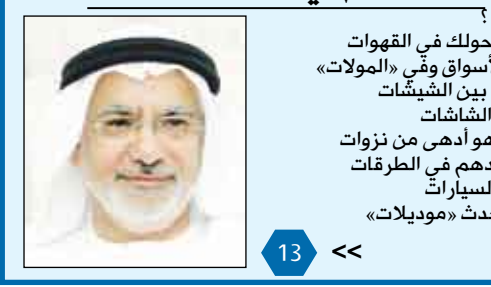 ؟
حولك في القهوات
أسواق وفي «المولات»
بين الشيشات
الشاشات
هو أدهى من نزوات
دهم في الطرقات
لسيارات
حدث «موديلات»
13 >>